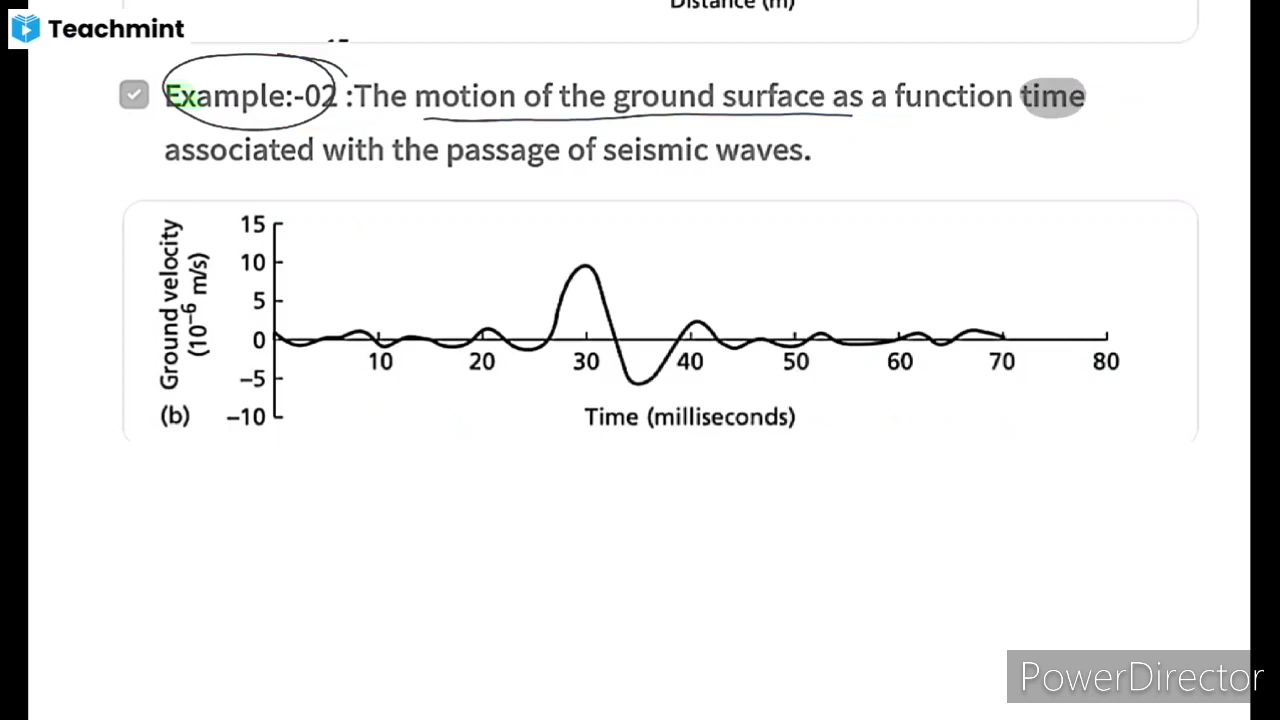 Distance (m)
Teachmint
Example:-02 :The motion of the ground surface as a function time
associated with the passage of seismic waves.
Ground velocity
(10⁻⁶ m/s)
15
10
5
0
–5
–10
10 20 30 40 50 60 70 80
(b)
Time (milliseconds)
PowerDirector